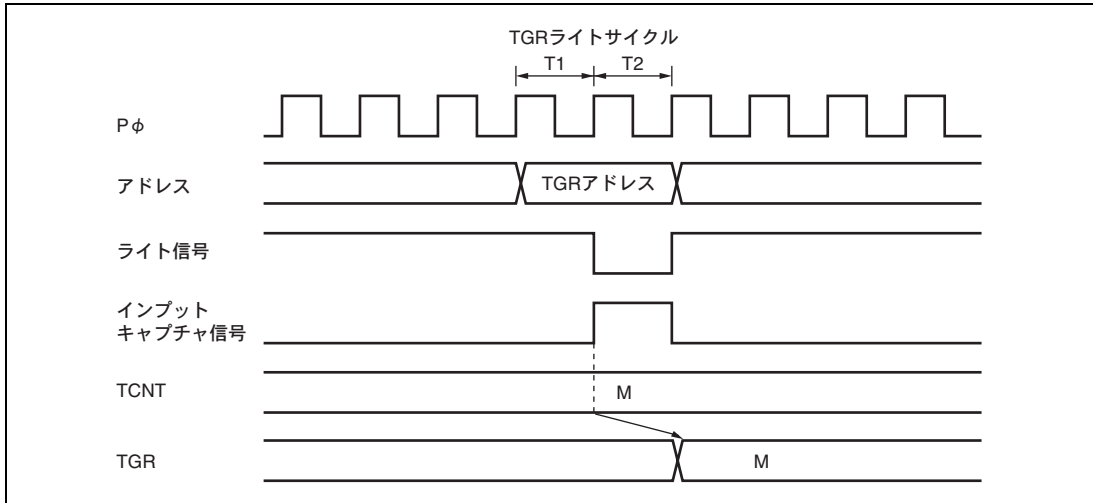 TGRライトサイクル
T1 T2
Pφ
アドレス TGRアドレス
ライト信号
インプット
キャプチャ信号
TCNT M
TGR M